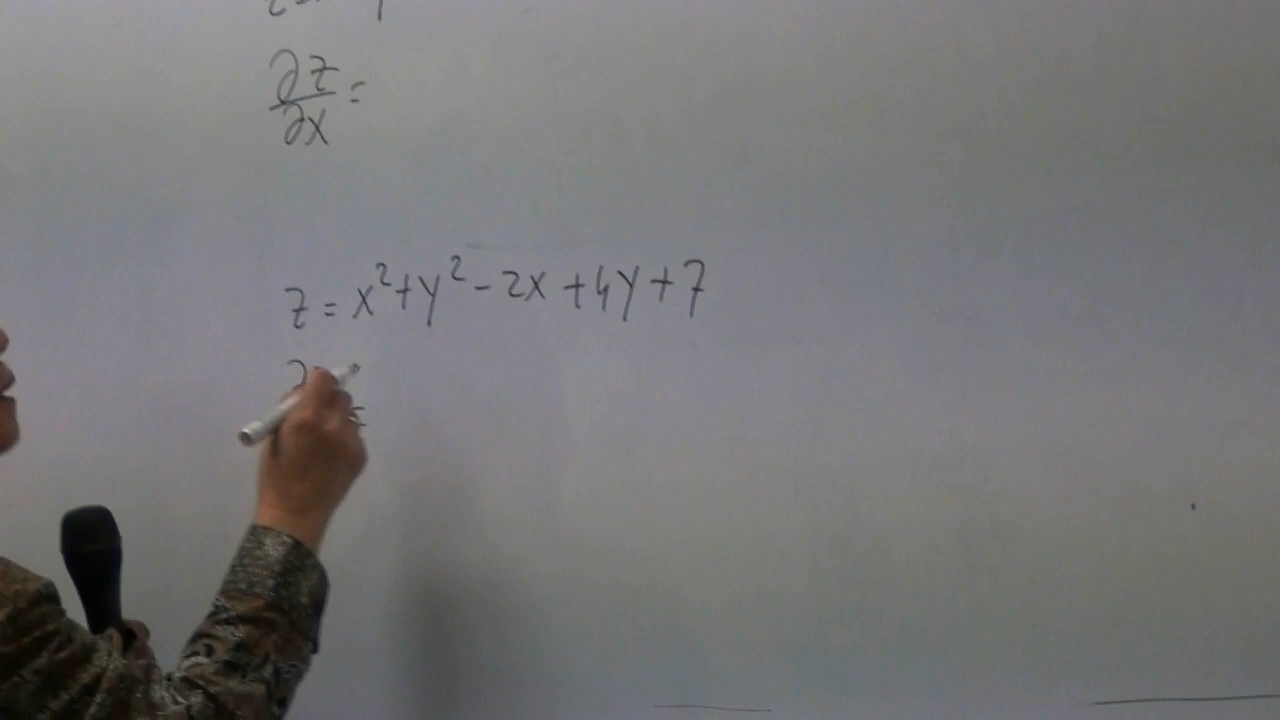 ∂z/∂x =
z = x² + y² - 2x + 4y + 7
∂